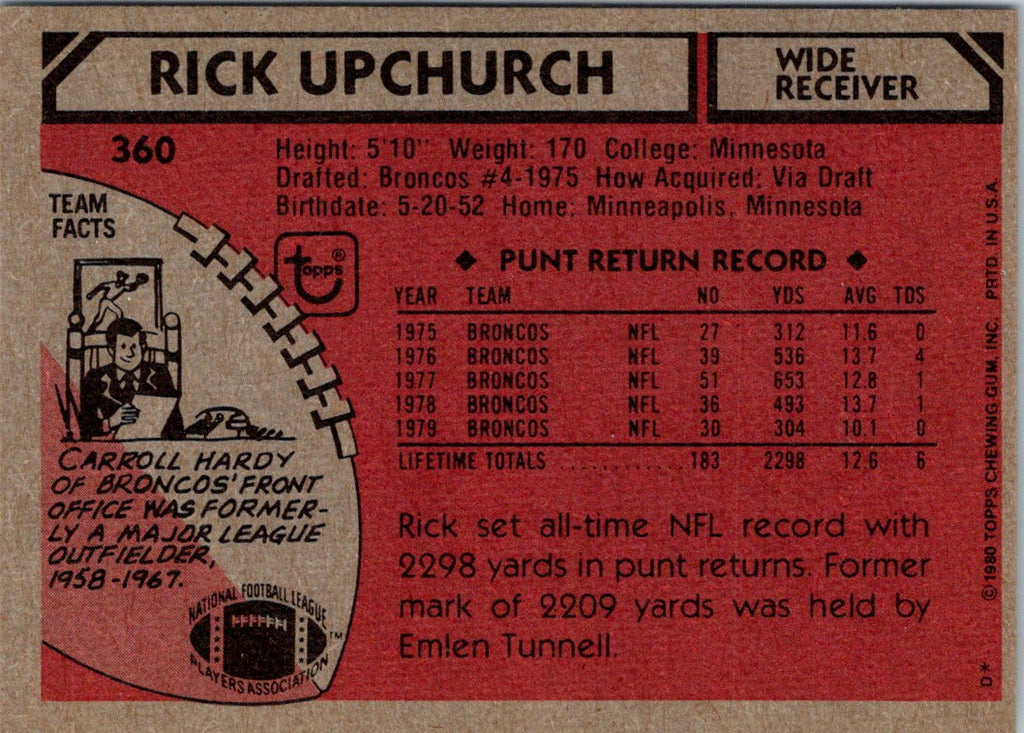 RICK UPCHURCH
WIDE
RECEIVER
360
Height: 5'10" Weight: 170 College: Minnesota
Drafted: Broncos #4-1975 How Acquired: Via Draft
Birthdate: 5-20-52 Home: Minneapolis, Minnesota
TEAM
FACTS
topps®
CARROLL HARDY
OF BRONCOS' FRONT
OFFICE WAS FORMER-
LY A MAJOR LEAGUE
OUTFIELDER,
1958-1967.
NATIONAL FOOTBALL LEAGUE
PLAYERS ASSOCIATION
TM
◆ PUNT RETURN RECORD ◆
YEAR TEAM NO YDS AVG TDS
1975 BRONCOS NFL 27 312 11.6 0
1976 BRONCOS NFL 39 536 13.7 4
1977 BRONCOS NFL 51 653 12.8 1
1978 BRONCOS NFL 36 493 13.7 1
1979 BRONCOS NFL 30 304 10.1 0
LIFETIME TOTALS ............ 183 2298 12.6 6
Rick set all-time NFL record with
2298 yards in punt returns. Former
mark of 2209 yards was held by
Emlen Tunnell.
D* © 1980 TOPPS CHEWING GUM, INC. PRTD. IN U.S.A.